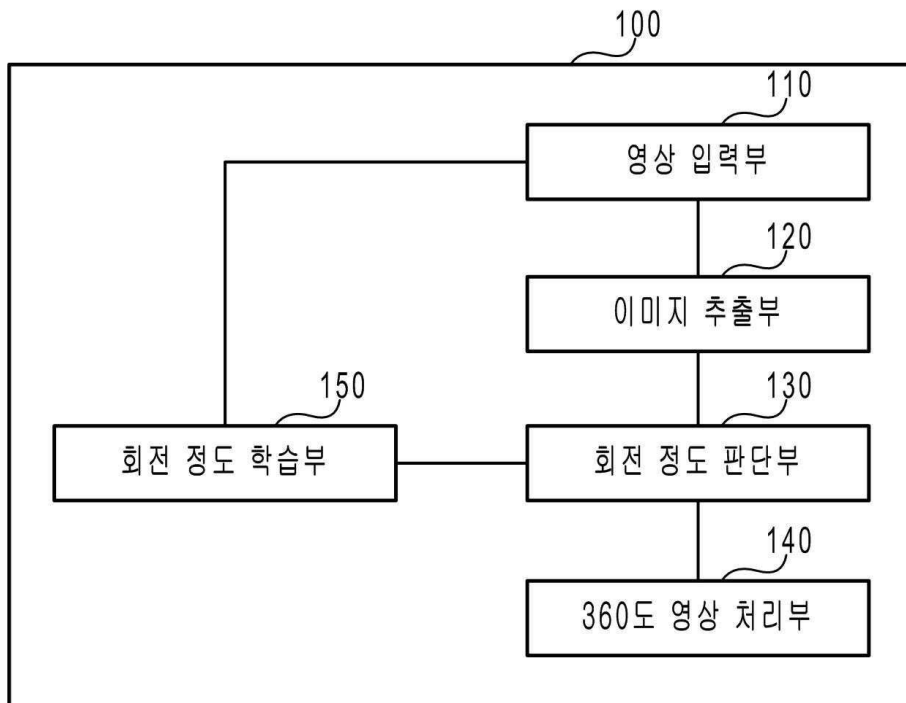 100
110
영상 입력부
120
이미지 추출부
150
회전 정도 학습부
130
회전 정도 판단부
140
360도 영상 처리부